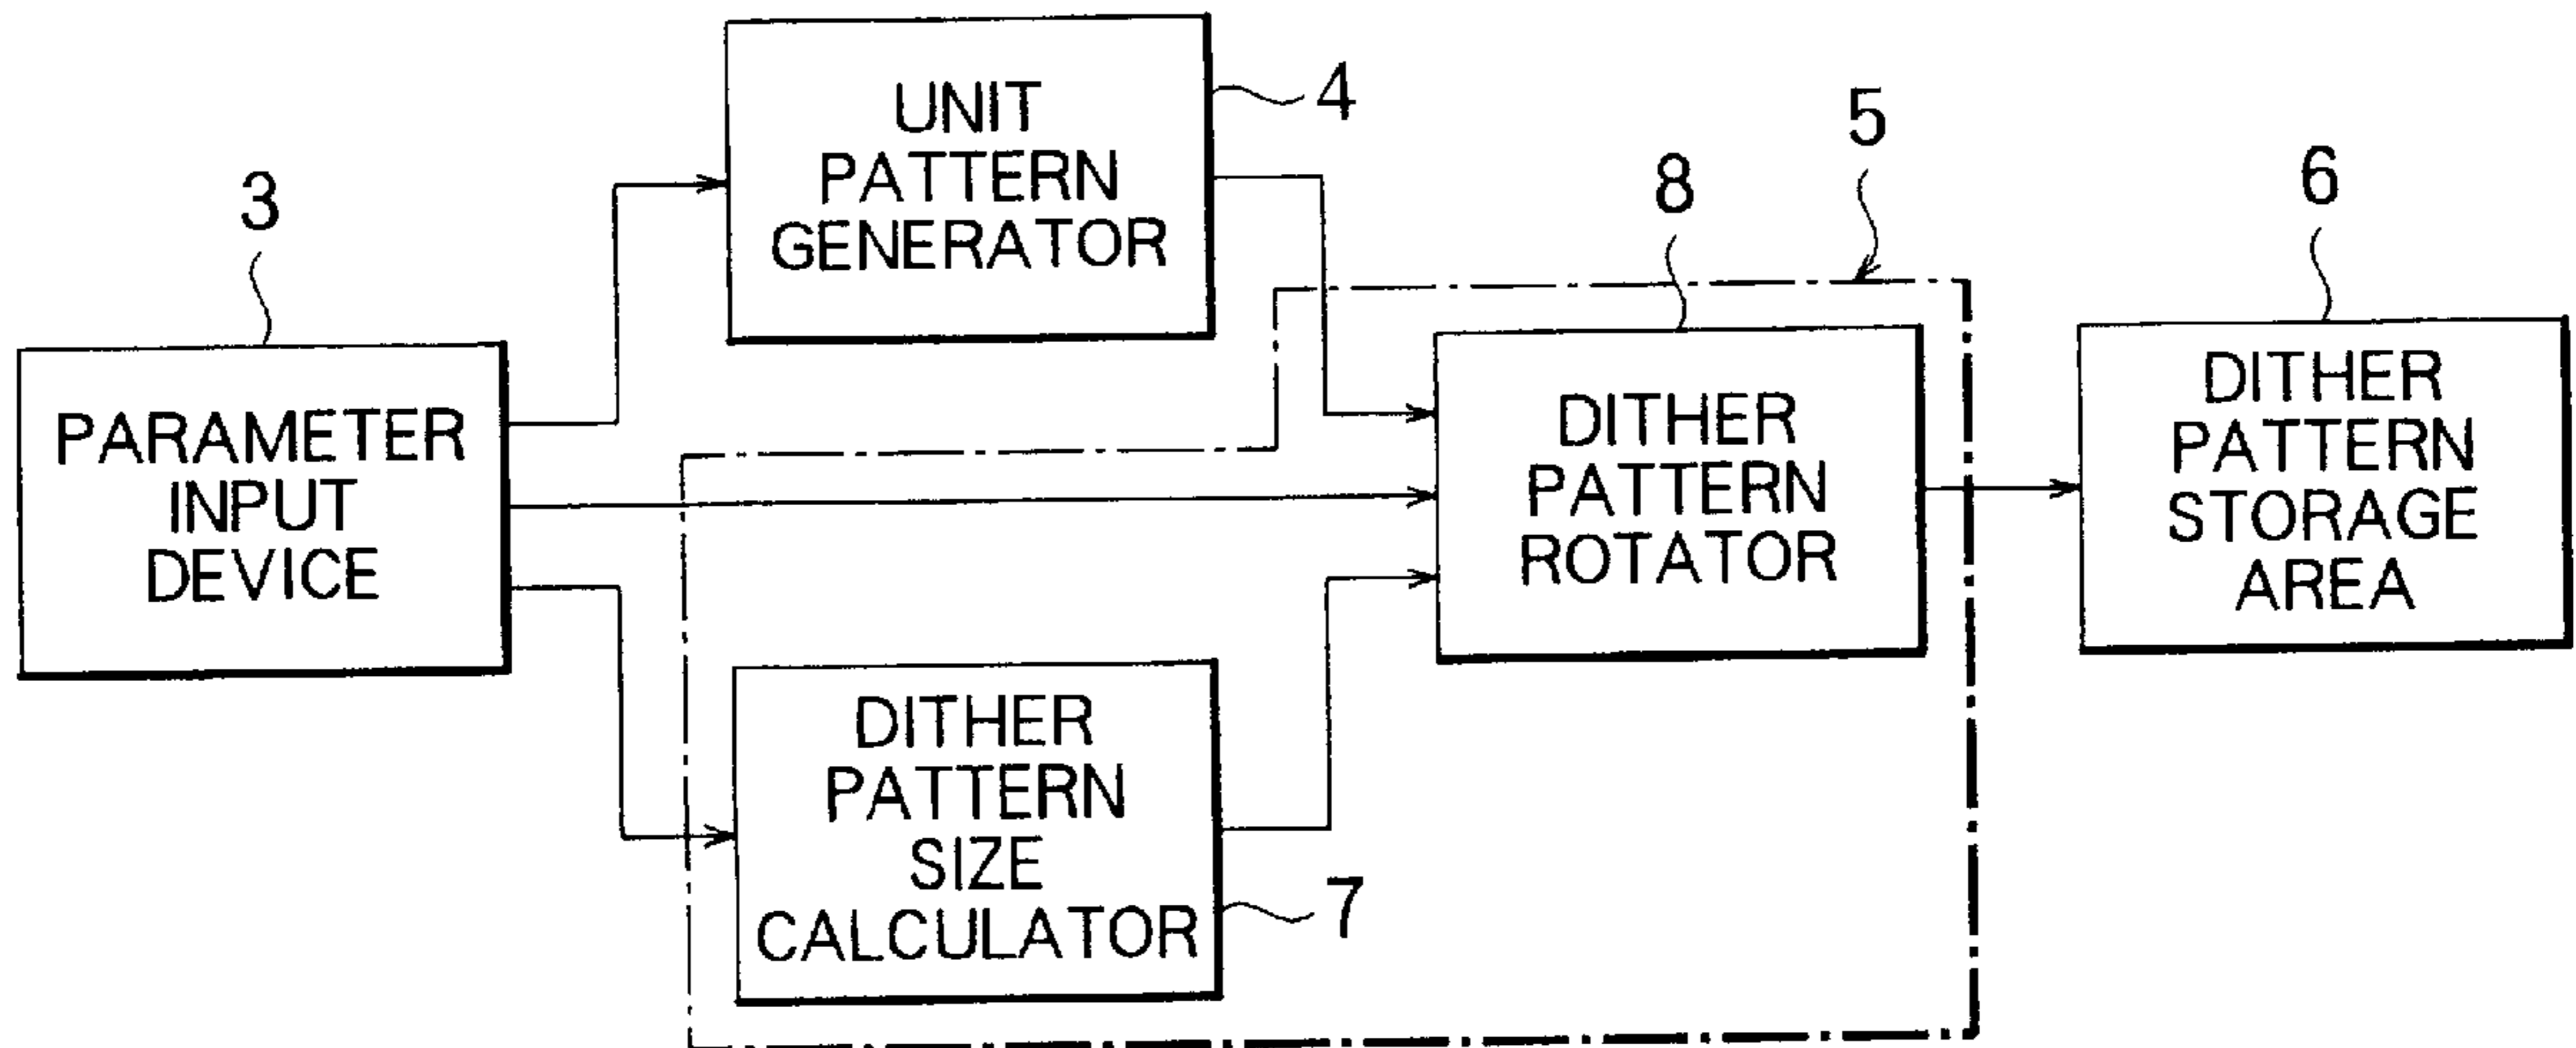 3
PARAMETER
INPUT
DEVICE
4
UNIT
PATTERN
GENERATOR
5
8
DITHER
PATTERN
ROTATOR
7
DITHER
PATTERN
SIZE
CALCULATOR
6
DITHER
PATTERN
STORAGE
AREA